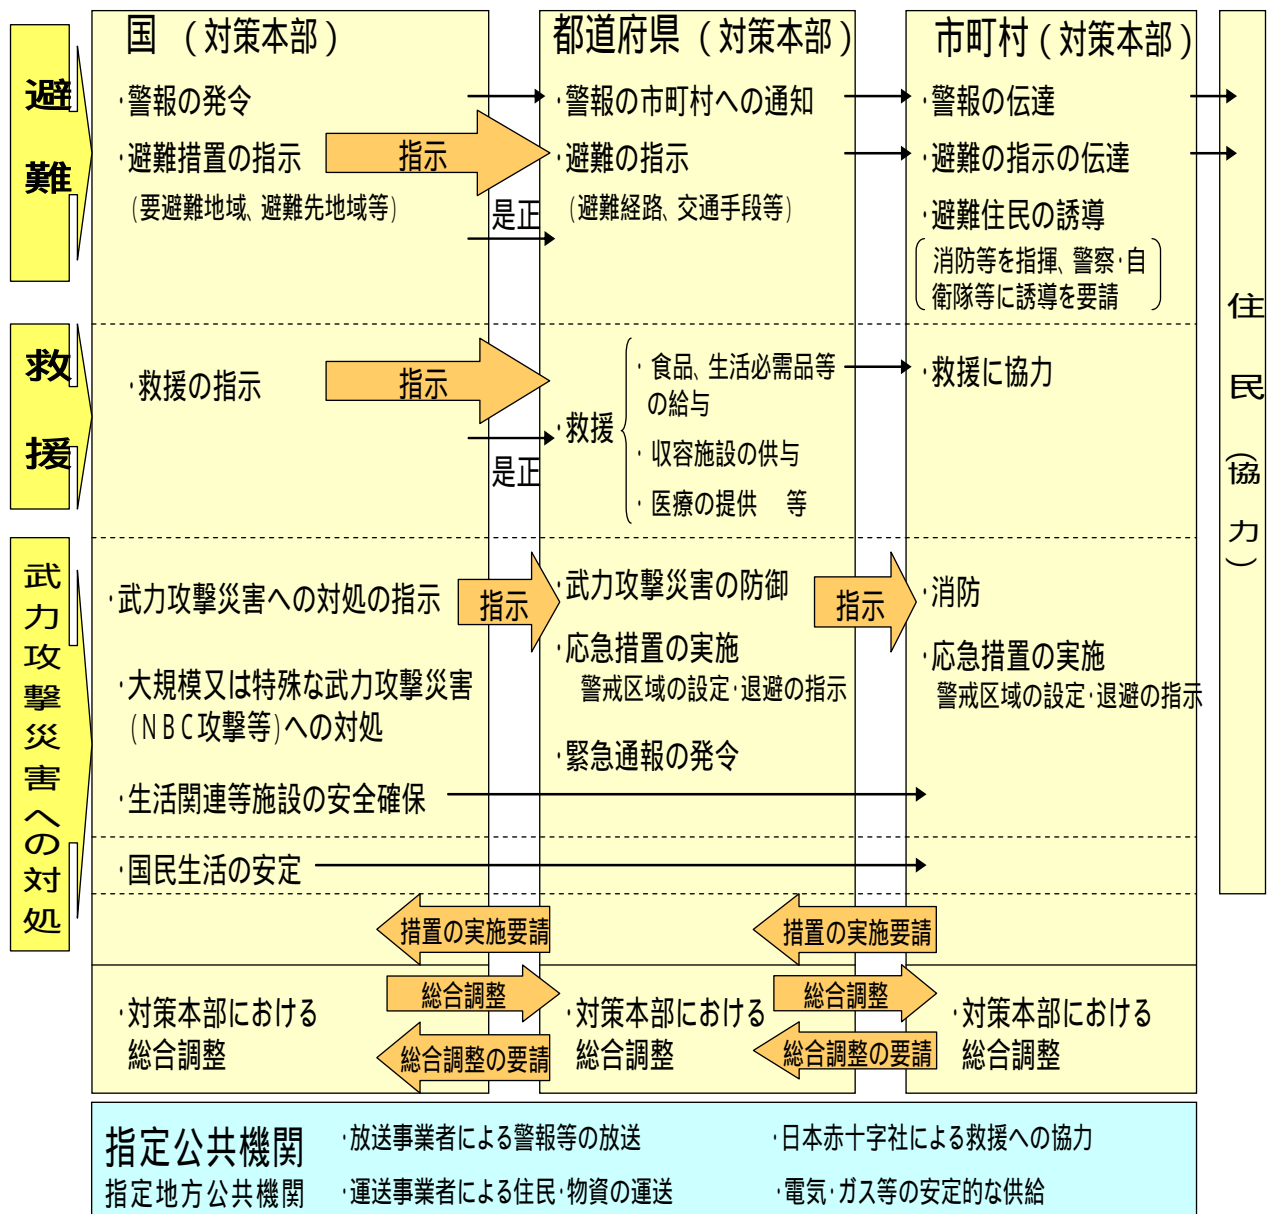 国 (対策本部)
都道府県 (対策本部)
市町村 (対策本部)
避難
・警報の発令
・警報の市町村への通知
・警報の伝達
・避難措置の指示
指示
・避難の指示
・避難の指示の伝達
(要避難地域、避難先地域等)
是正
(避難経路、交通手段等)
・避難住民の誘導
消防等を指揮、警察・自
衛隊等に誘導を要請
住民(協力)
救援
・救援の指示
指示
是正
・救援
・食品、生活必需品等
の給与
・収容施設の供与
・医療の提供 等
・救援に協力
武力攻撃災害への対処
・武力攻撃災害への対処の指示
指示
・武力攻撃災害の防御
指示
・消防
・応急措置の実施
警戒区域の設定・退避の指示
・応急措置の実施
警戒区域の設定・退避の指示
・大規模又は特殊な武力攻撃災害
(NBC攻撃等)への対処
・緊急通報の発令
・生活関連等施設の安全確保
・国民生活の安定
措置の実施要請
措置の実施要請
総合調整
総合調整
・対策本部における
総合調整
・対策本部における
総合調整
・対策本部における
総合調整
総合調整の要請
総合調整の要請
指定公共機関
・放送事業者による警報等の放送
・日本赤十字社による救援への協力
指定地方公共機関
・運送事業者による住民・物資の運送
・電気・ガス等の安定的な供給